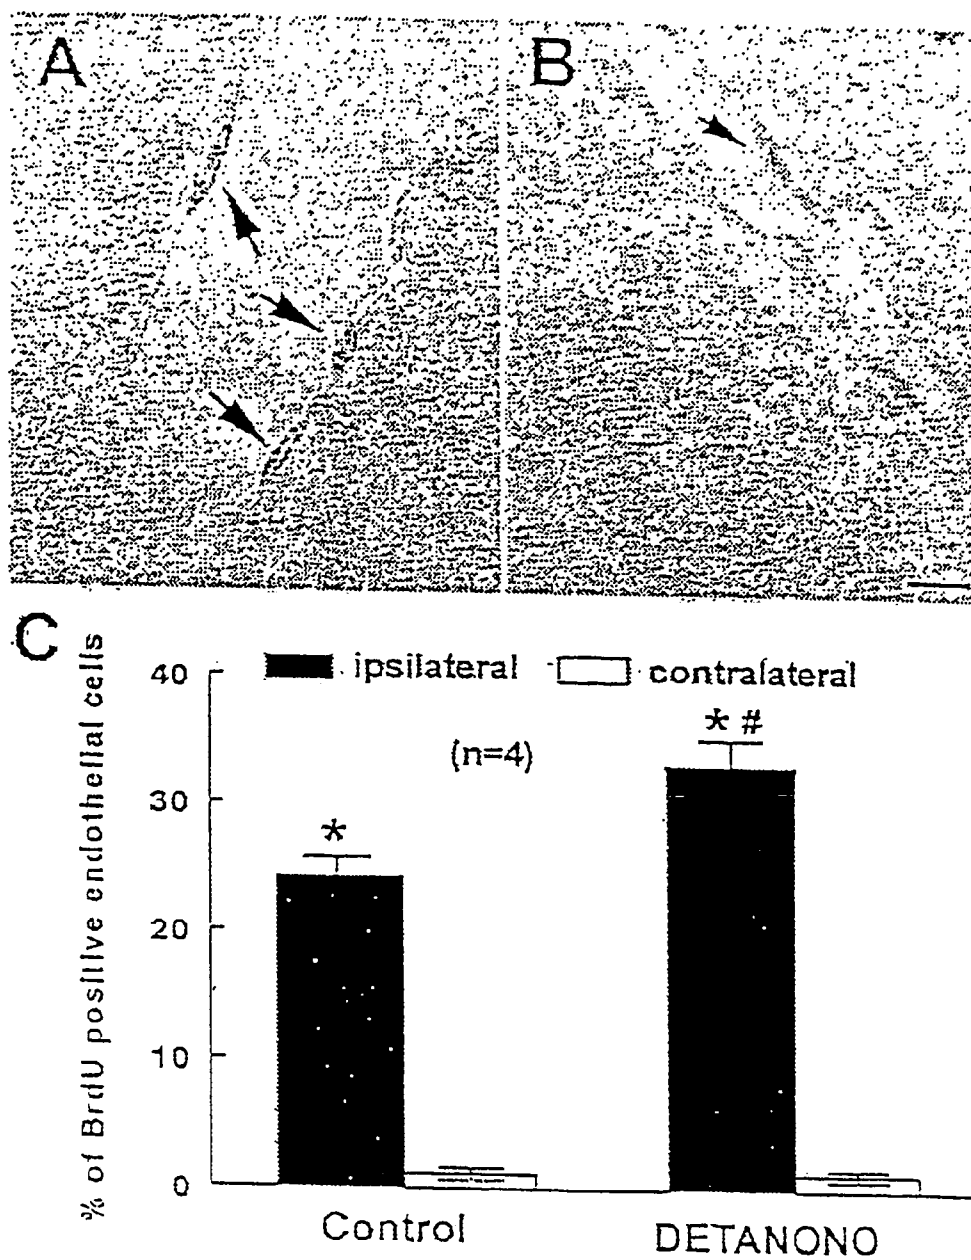 A
B
C
% of BrdU positive endothelial cells
ipsilateral
contralateral
40
30
20
10
0
(n=4)
*
* #
Control
DETANONO